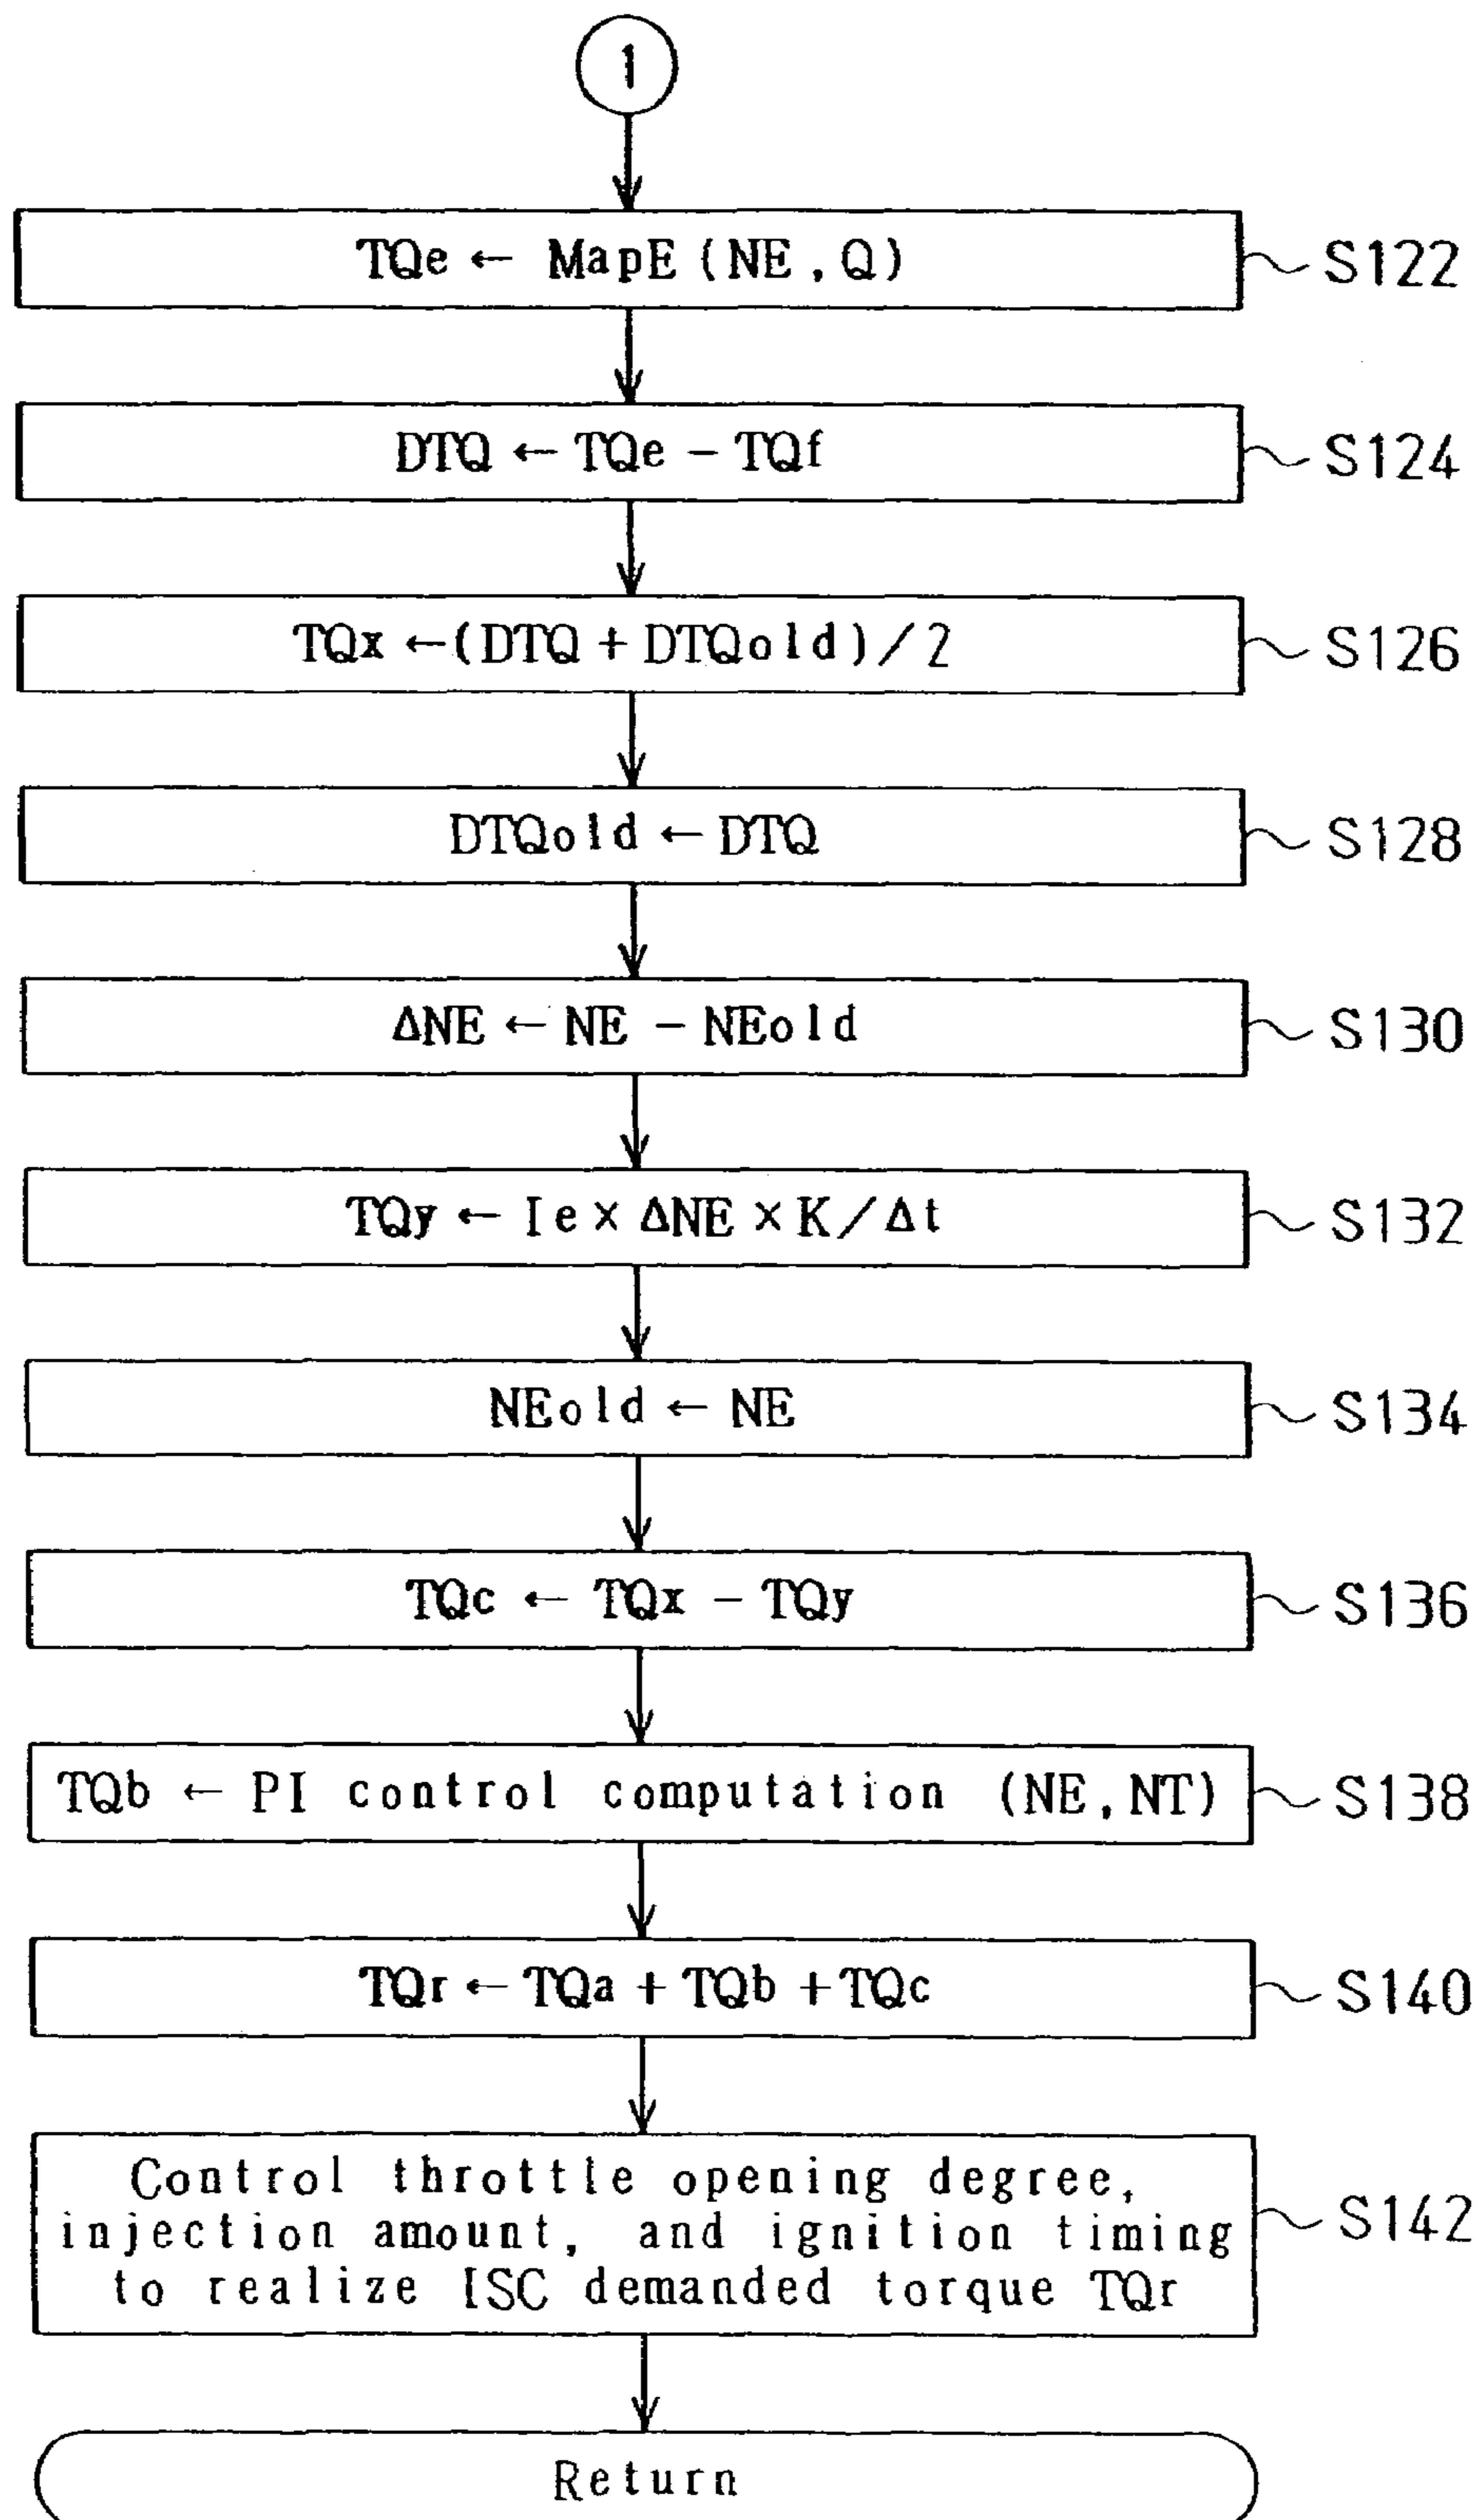 1
TQe ← MapE (NE, Q)
S122
DTQ ← TQe − TQf
S124
TQx ← (DTQ + DTQold)/2
S126
DTQold ← DTQ
S128
ΔNE ← NE − NEold
S130
TQy ← Ie × ΔNE × K/Δt
S132
NEold ← NE
S134
TQc ← TQx − TQy
S136
TQb ← PI control computation (NE, NT)
S138
TQr ← TQa + TQb + TQc
S140
Control throttle opening degree,
injection amount, and ignition timing
to realize ISC demanded torque TQr
S142
Return